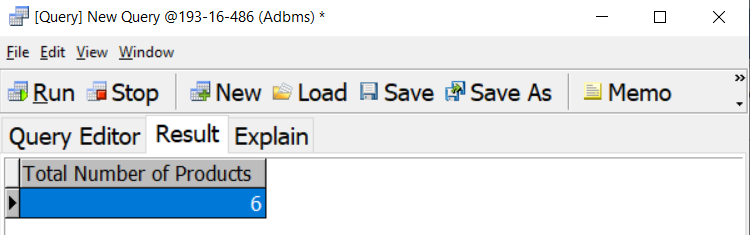 [Query] New Query @193-16-486 (Adbms) *
File Edit View Window
Run Stop New Load Save Save As Memo
Query Editor Result Explain
Total Number of Products
6